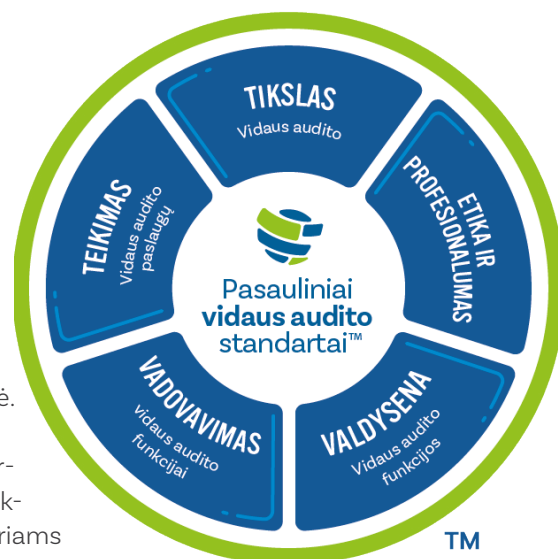 TIKSLAS
Vidaus audito
ETIKA IR
PROFESIONALUMAS
VALDYSENA
Vidaus audito
funkcijos
VADOVAVIMAS
vidaus audito
funkcijai
TEIKIMAS
Vidaus audito
paslaugų
Pasauliniai
vidaus audito
standartai™
ė.
r-
k-
riams
TM